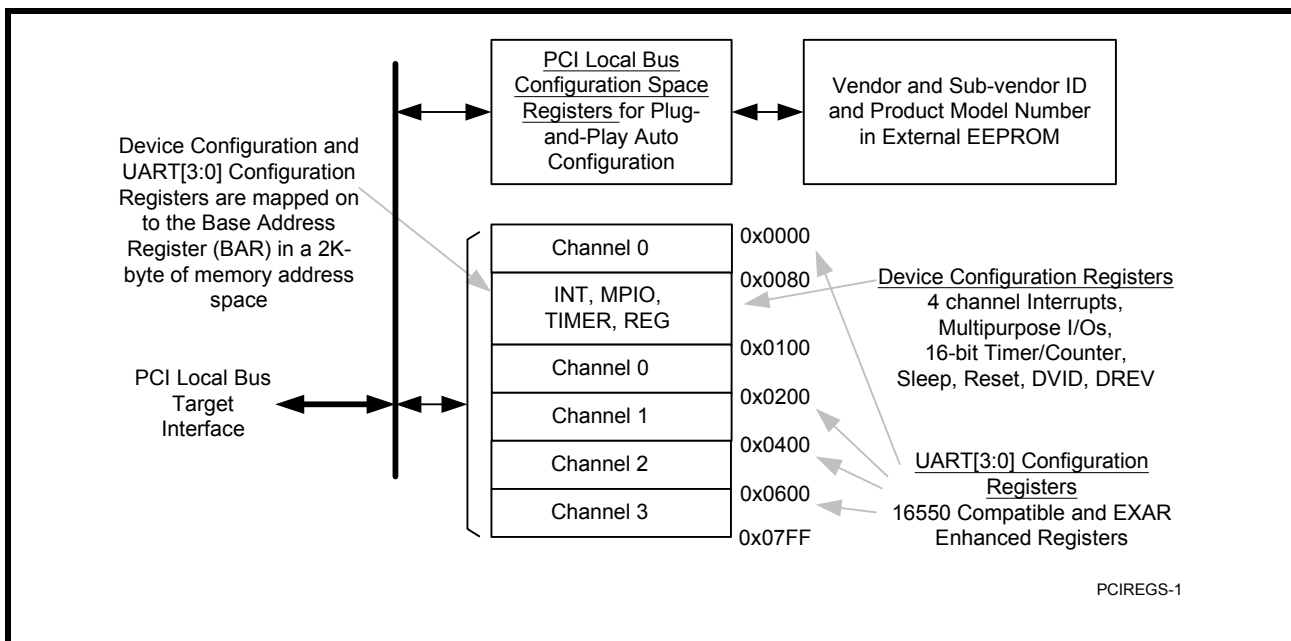 PCI Local Bus
Configuration Space
Registers for Plug-
and-Play Auto
Configuration
Vendor and Sub-vendor ID
and Product Model Number
in External EEPROM
Device Configuration and
UART[3:0] Configuration
Registers are mapped on
to the Base Address
Register (BAR) in a 2K-
byte of memory address
space
PCI Local Bus
Target
Interface
Channel 0
INT, MPIO,
TIMER, REG
Channel 0
Channel 1
Channel 2
Channel 3
0x0000
0x0080
0x0100
0x0200
0x0400
0x0600
0x07FF
Device Configuration Registers
4 channel Interrupts,
Multipurpose I/Os,
16-bit Timer/Counter,
Sleep, Reset, DVID, DREV
UART[3:0] Configuration
Registers
16550 Compatible and EXAR
Enhanced Registers
PCIREGS-1